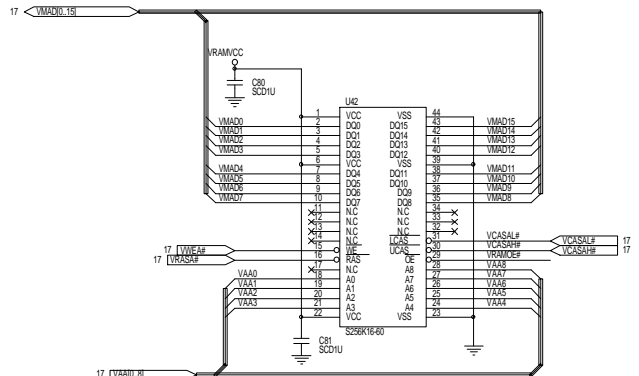 17 VMAD[0..15]
VRAMVCC
C80
SCD1U
U42
1 VCC VSS 44
VMAD0 2 DQ0 DQ15 43 VMAD15
VMAD1 3 DQ1 DQ14 42 VMAD14
VMAD2 4 DQ2 DQ13 41 VMAD13
VMAD3 5 DQ3 DQ12 40 VMAD12
6 VCC VSS 39
VMAD4 7 DQ4 DQ11 38 VMAD11
VMAD5 8 DQ5 DQ10 37 VMAD10
VMAD6 9 DQ6 DQ9 36 VMAD9
VMAD7 10 DQ7 DQ8 35 VMAD8
11 N.C N.C 34
12 N.C N.C 33
13 N.C N.C 32
14 N.C LCAS 31 VCASAL# VCASAL# 17
17 VWEA# 15 WE UCAS 30 VCASAH# VCASAH# 17
17 VRASA# 16 RAS OE 29 VRAMOE#
17 N.C A8 28 VAA8
VAA0 18 A0 A7 27 VAA7
VAA1 19 A1 A6 26 VAA6
VAA2 20 A2 A5 25 VAA5
VAA3 21 A3 A4 24 VAA4
22 VCC VSS 23
S256K16-60
C81
SCD1U
17 VAA[0..8]